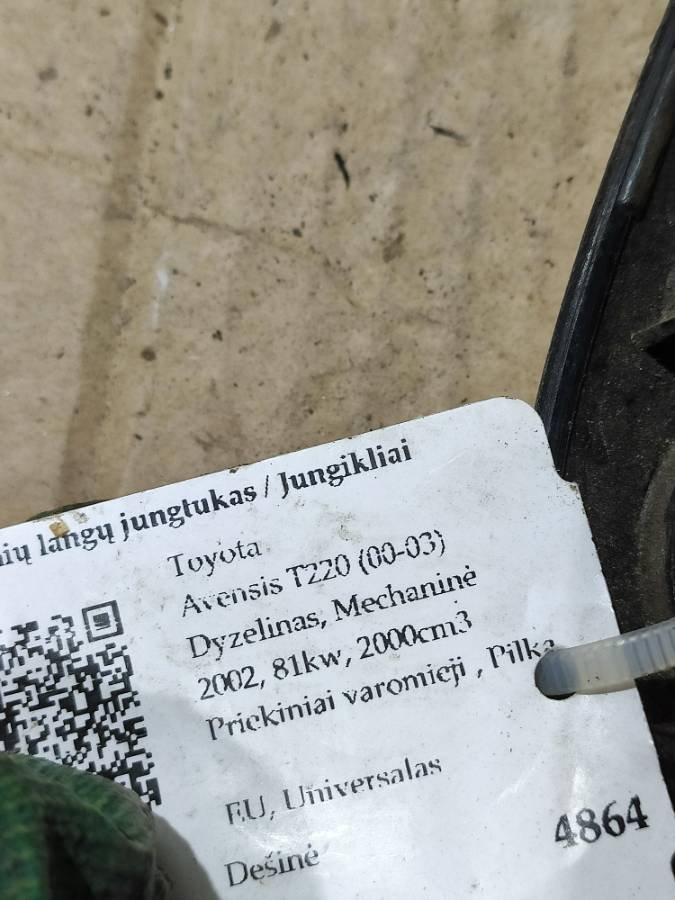 langų jungtukas / Jungikliai
Toyota
Avensis T220 (00-03)
Dyzelinas, Mechaninė
2002, 81kw, 2000cm3
Priekiniai varomieji , Pilka
EU, Universalas
Dešinė
4864